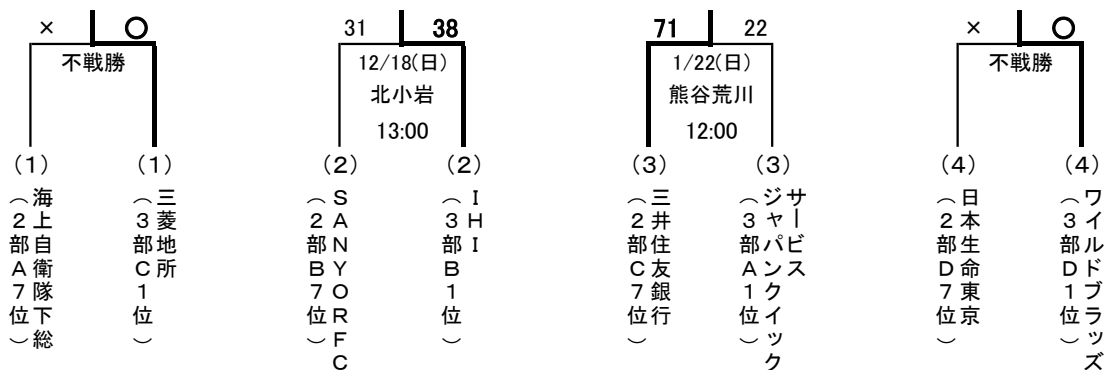 × ○
不戦勝
(1) (1)
海上自衛隊下総
(2部A7位)
三菱地所
(3部C1位)
31 38
12/18(日)
北小岩
13:00
(2) (2)
SANYORFC
(2部B7位)
IHI
(3部B1位)
71 22
1/22(日)
熊谷荒川
12:00
(3) (3)
三井住友銀行
(2部C7位)
サービス
ジャパンクイック
(3部A1位)
× ○
不戦勝
(4) (4)
日本生命東京
(2部D7位)
ワイルドブラッズ
(3部D1位)